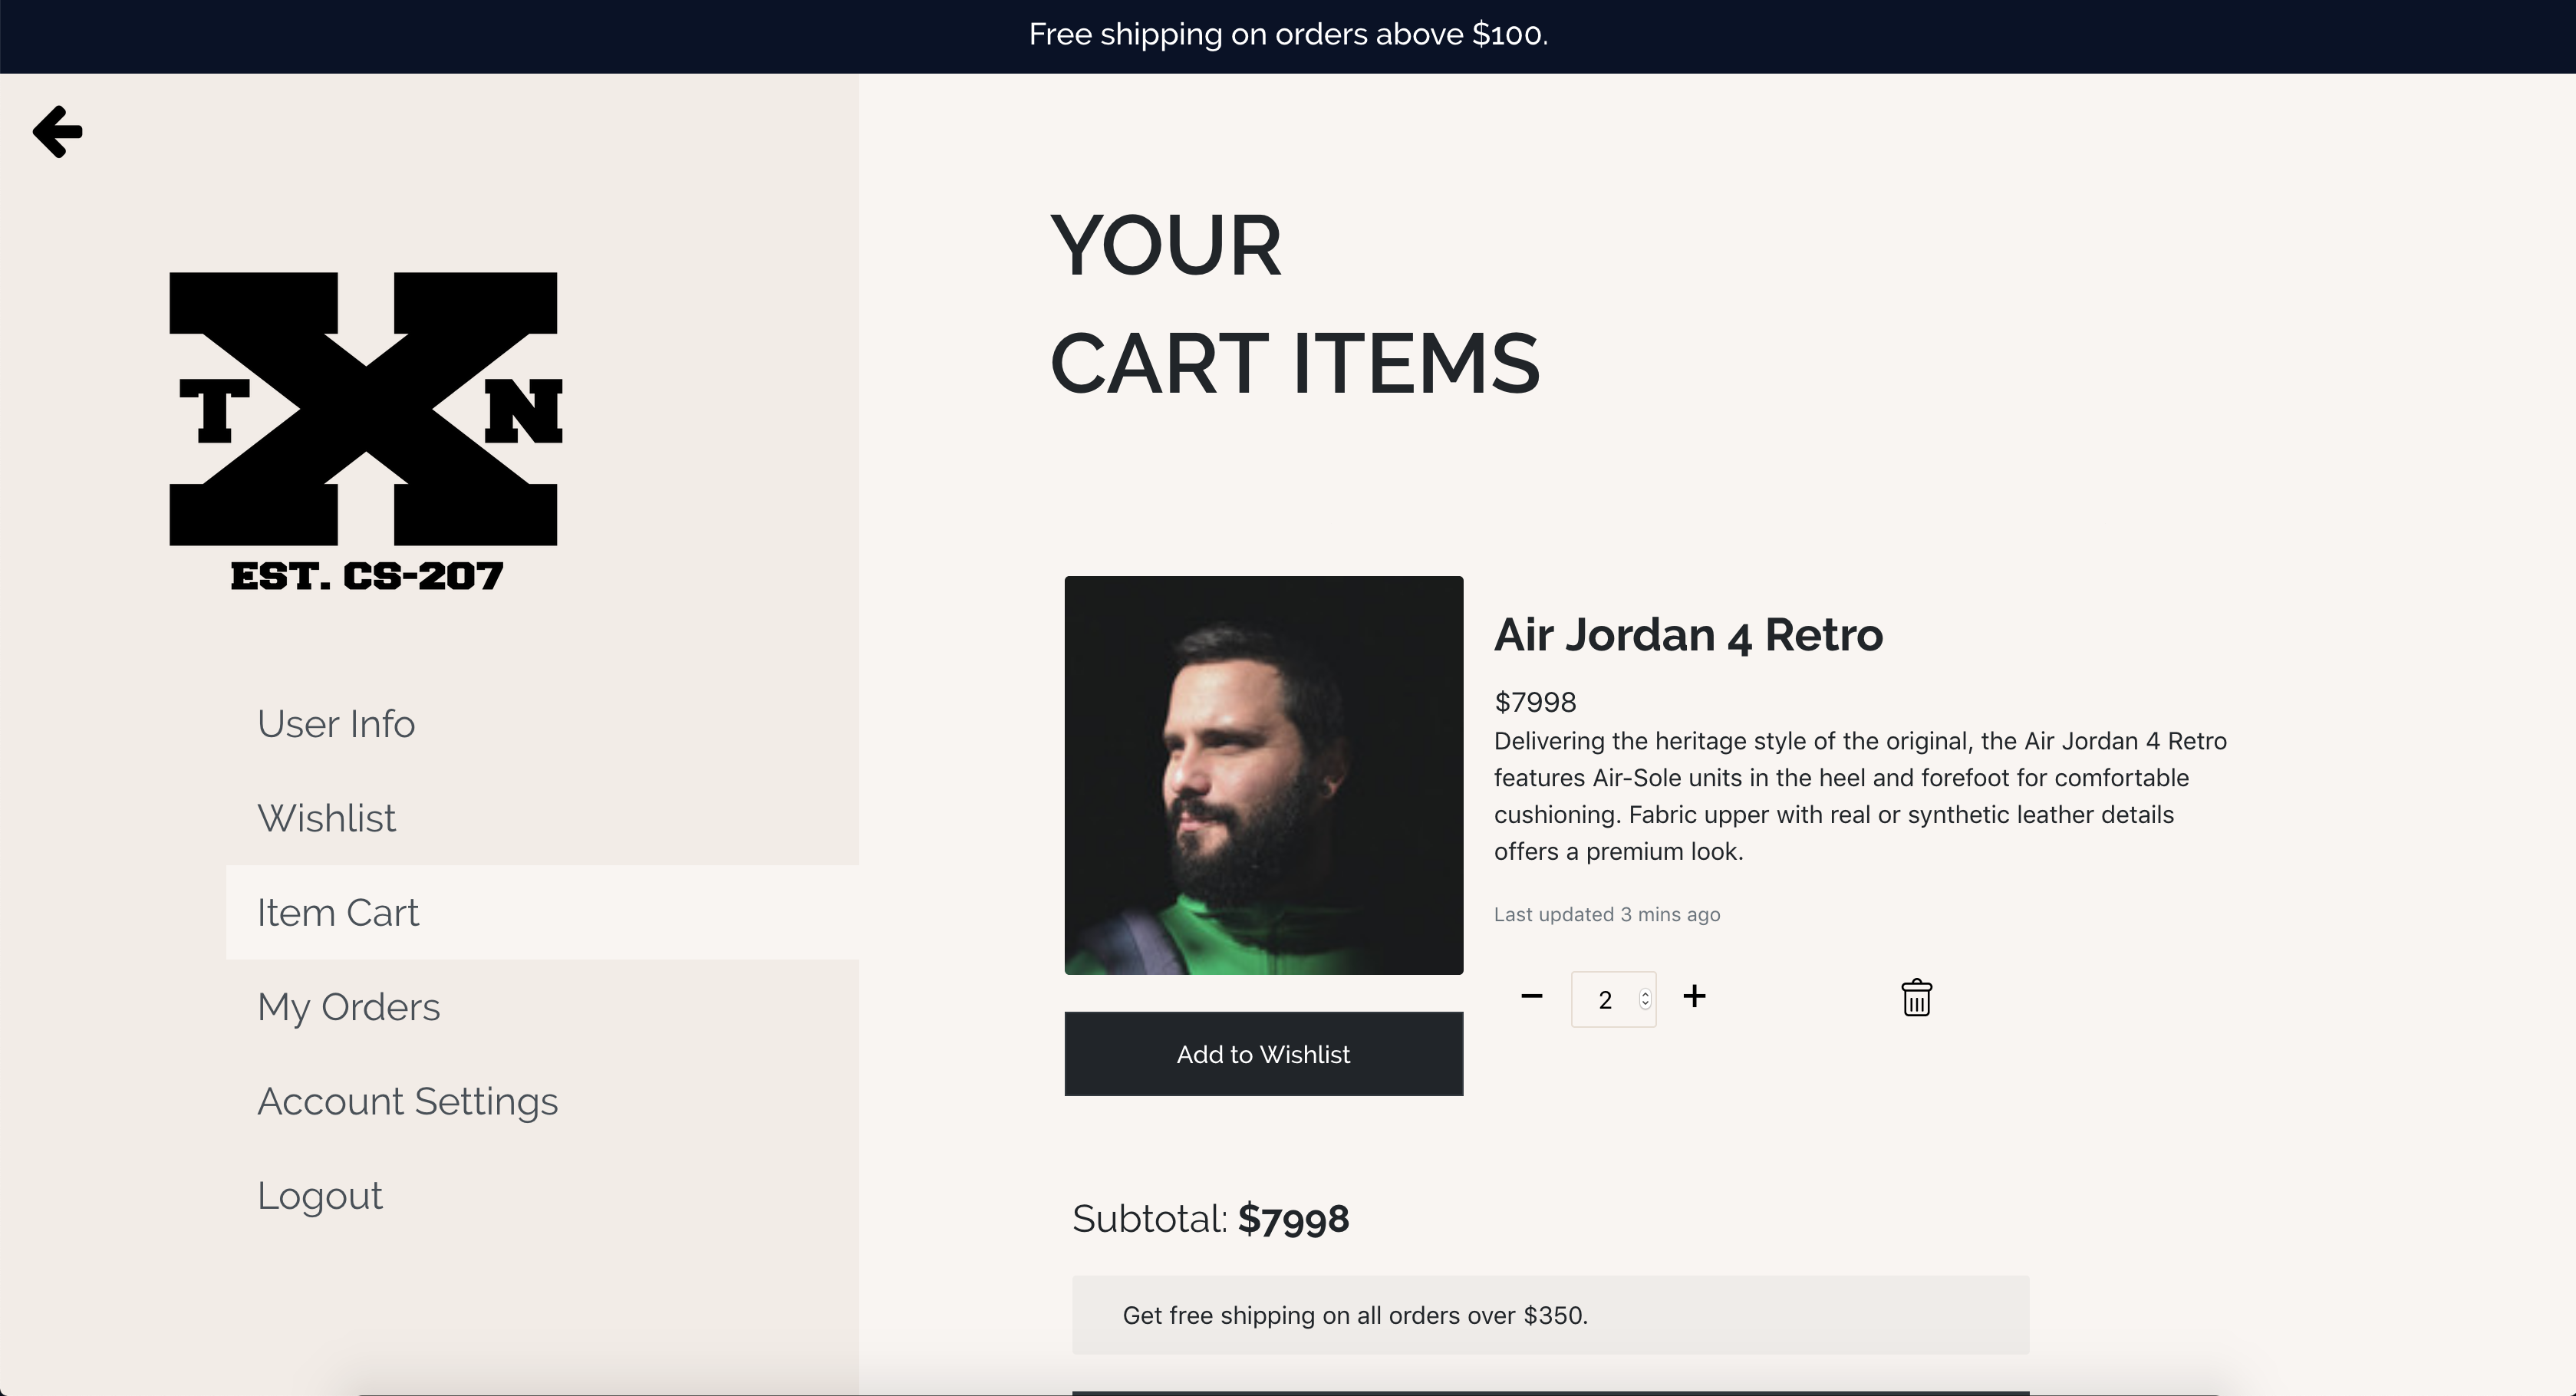 Free shipping on orders above $100.
T X N
EST. CS-207
User Info
Wishlist
Item Cart
My Orders
Account Settings
Logout
YOUR
CART ITEMS
Air Jordan 4 Retro
$7998
Delivering the heritage style of the original, the Air Jordan 4 Retro
features Air-Sole units in the heel and forefoot for comfortable
cushioning. Fabric upper with real or synthetic leather details
offers a premium look.
Last updated 3 mins ago
− 2 +
Add to Wishlist
Subtotal: $7998
Get free shipping on all orders over $350.